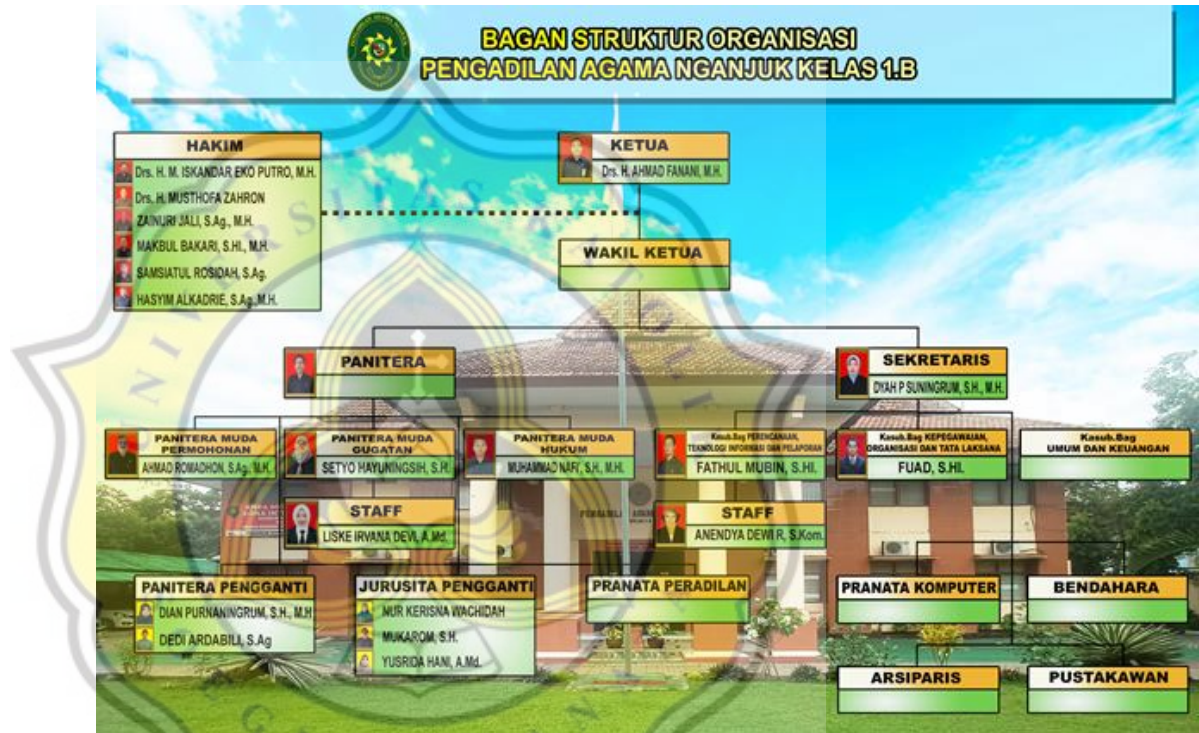 BAGAN STRUKTUR ORGANISASI
PENGADILAN AGAMA NGANJUK KELAS 1.B
HAKIM
Drs. H. M. ISKANDAR EKO PUTRO, M.H.
Drs. H. MUSTHOFA ZAHRON
ZAINURI JALI, S.Ag., M.H.
MAKBUL BAKARI, S.HI., M.H.
SAMSIATUL ROSIDAH, S.Ag.
HASYIM ALKADRIE, S.Ag.,M.H.
KETUA
Drs. H. AHMAD FANANI, M.H.
WAKIL KETUA
PANITERA
SEKRETARIS
DYAH P SUNINGRUM, S.H., M.H.
PANITERA MUDA
PERMOHONAN
AHMAD ROMADHON, S.Ag., M.H.
PANITERA MUDA
GUGATAN
SETYO HAYUNINGSIH, S.H.
PANITERA MUDA
HUKUM
MUHAMMAD NAFI', S.H., M.H.
Kasub.Bag PERENCANAAN,
TEKNOLOGI INFORMASI DAN PELAPORAN
FATHUL MUBIN, S.HI.
Kasub.Bag KEPEGAWAIAN,
ORGANISASI DAN TATA LAKSANA
FUAD, S.HI.
Kasub.Bag
UMUM DAN KEUANGAN
STAFF
LISKE IRVANA DEVI, A.Md.
STAFF
ANENDYA DEWI R, S.Kom.
PANITERA PENGGANTI
DIAN PURNANINGRUM, S.H., M.H
DEDI ARDABILI, S.Ag
JURUSITA PENGGANTI
NUR KERISNA WACHIDAH
MUKAROM, S.H.
YUSRIDA HANI, A.Md.
PRANATA PERADILAN
PRANATA KOMPUTER
BENDAHARA
ARSIPARIS
PUSTAKAWAN